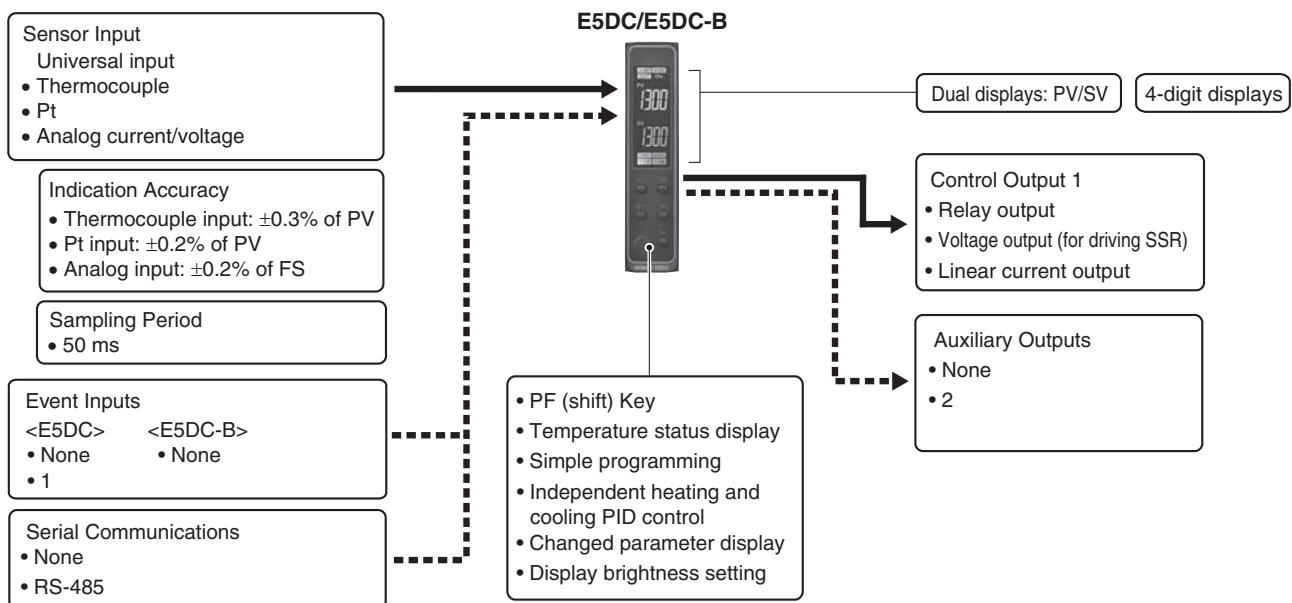 E5DC/E5DC-B
Sensor Input
Universal input
• Thermocouple
• Pt
• Analog current/voltage
Indication Accuracy
• Thermocouple input: ±0.3% of PV
• Pt input: ±0.2% of PV
• Analog input: ±0.2% of FS
Sampling Period
• 50 ms
Event Inputs
<E5DC> <E5DC-B>
• None • None
• 1
Serial Communications
• None
• RS-485
PV
1300
SV
1300
• PF (shift) Key
• Temperature status display
• Simple programming
• Independent heating and
cooling PID control
• Changed parameter display
• Display brightness setting
Dual displays: PV/SV
4-digit displays
Control Output 1
• Relay output
• Voltage output (for driving SSR)
• Linear current output
Auxiliary Outputs
• None
• 2